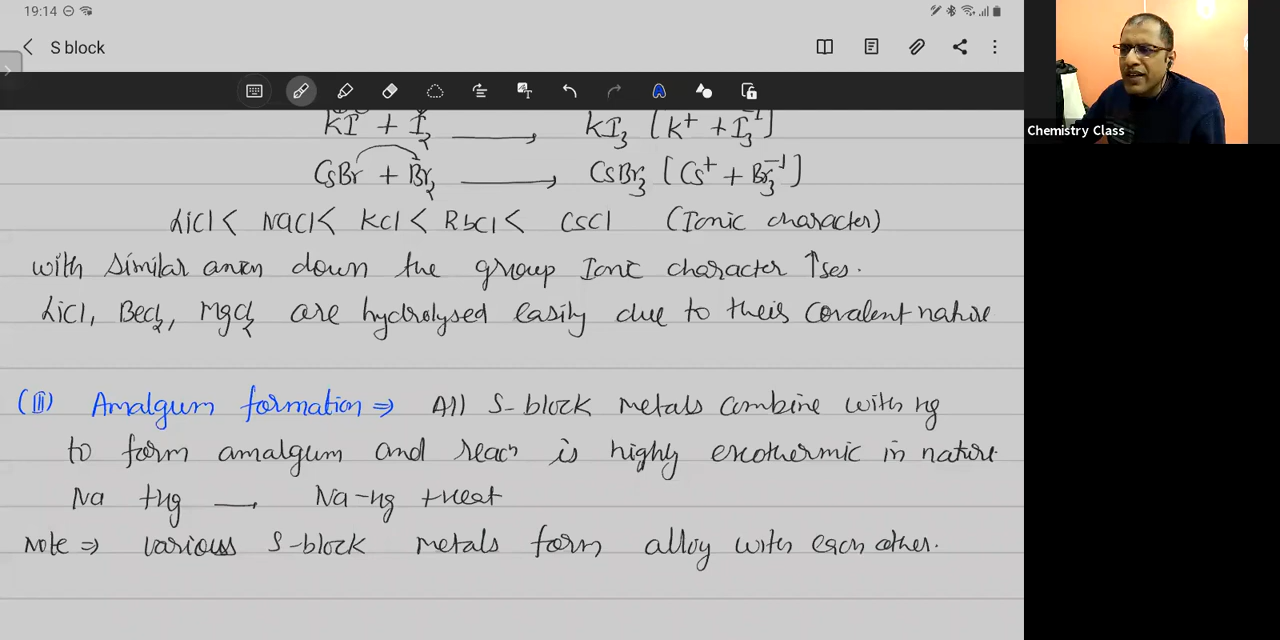 19:14
S block
Chemistry Class
KI + I₂ ⟶ KI₃ [K⁺ + I₃⁻¹]
CsBr + Br₂ ⟶ CsBr₃ [Cs⁺ + Br₃⁻¹]
LiCl < NaCl < KCl < RbCl < CsCl (Ionic character)
with similar anion down the group Ionic character ↑ses.
LiCl, BeCl₂, MgCl₂ are hydrolysed easily due to their covalent nature
(III) Amalgum formation ⇒ All S-block metals combine with Hg
to form amalgum and reacn is highly exothermic in nature.
Na + Hg ⟶ Na-Hg + Heat
Note ⇒ various S-block metals form alloy with each other.